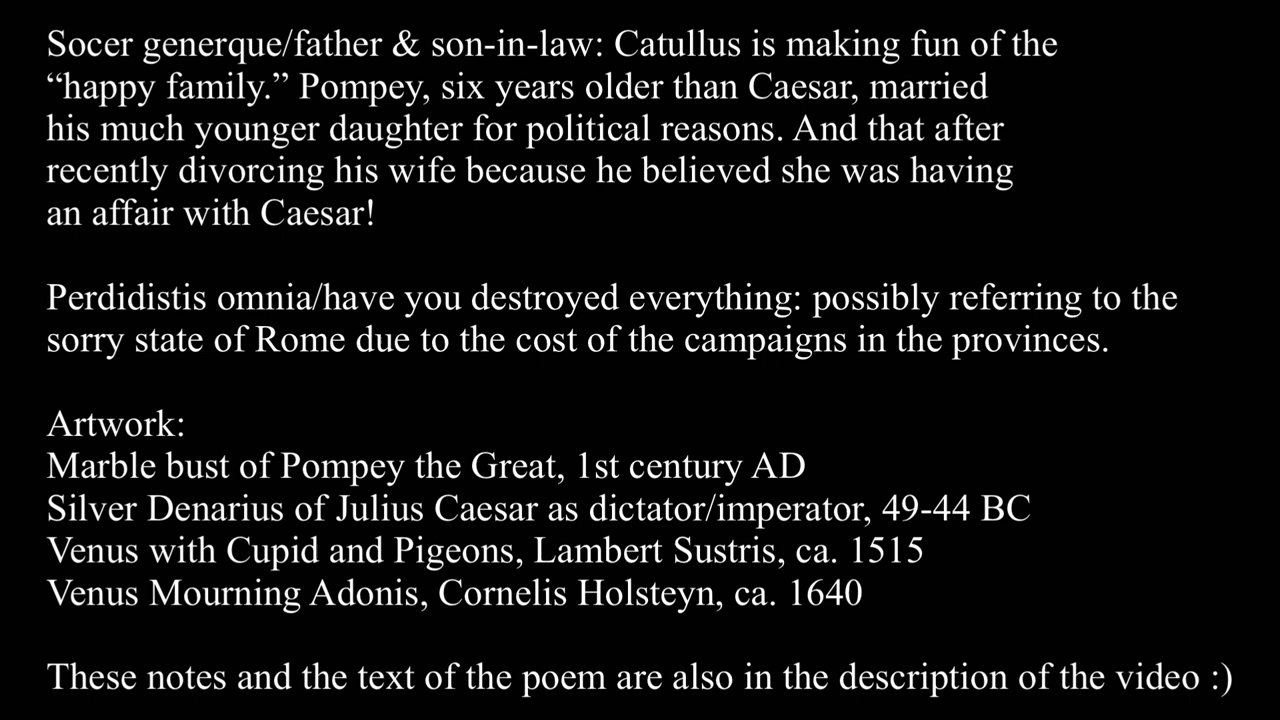 Socer generque/father & son-in-law: Catullus is making fun of the
“happy family.” Pompey, six years older than Caesar, married
his much younger daughter for political reasons. And that after
recently divorcing his wife because he believed she was having
an affair with Caesar!
Perdidistis omnia/have you destroyed everything: possibly referring to the
sorry state of Rome due to the cost of the campaigns in the provinces.
Artwork:
Marble bust of Pompey the Great, 1st century AD
Silver Denarius of Julius Caesar as dictator/imperator, 49-44 BC
Venus with Cupid and Pigeons, Lambert Sustris, ca. 1515
Venus Mourning Adonis, Cornelis Holsteyn, ca. 1640
These notes and the text of the poem are also in the description of the video :)